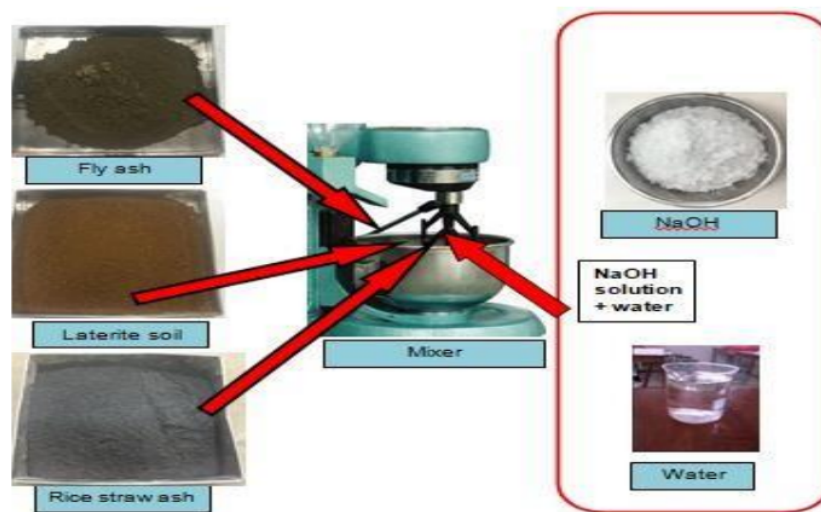 Fly ash
Laterite soil
Rice straw ash
Mixer
NaOH
NaOH
solution
+ water
Water